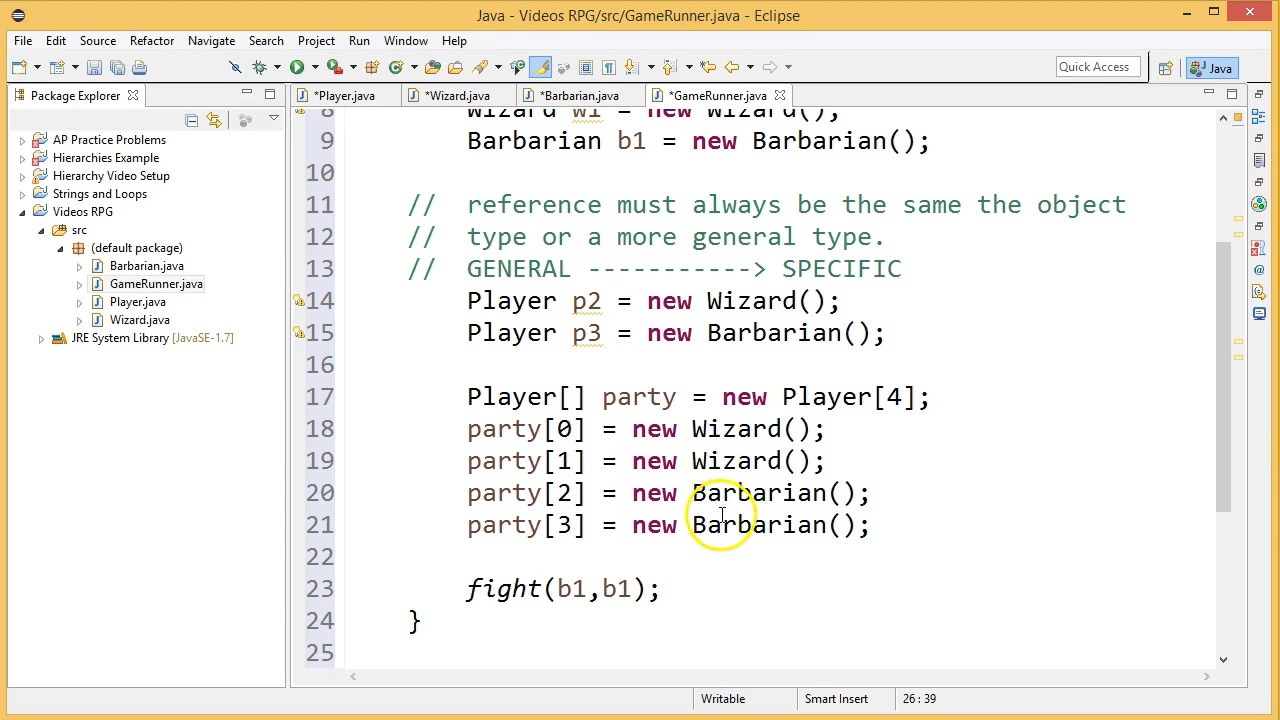 Java - Videos RPG/src/GameRunner.java - Eclipse
File Edit Source Refactor Navigate Search Project Run Window Help
Quick Access
Java
Package Explorer
*Player.java
*Wizard.java
*Barbarian.java
*GameRunner.java
AP Practice Problems
Hierarchies Example
Hierarchy Video Setup
Strings and Loops
Videos RPG
src
(default package)
Barbarian.java
GameRunner.java
Player.java
Wizard.java
JRE System Library [JavaSE-1.7]
8 Wizard w1 = new Wizard();
9 Barbarian b1 = new Barbarian();
10
11 // reference must always be the same the object
12 // type or a more general type.
13 // GENERAL -----------> SPECIFIC
14 Player p2 = new Wizard();
15 Player p3 = new Barbarian();
16
17 Player[] party = new Player[4];
18 party[0] = new Wizard();
19 party[1] = new Wizard();
20 party[2] = new Barbarian();
21 party[3] = new Barbarian();
22
23 fight(b1,b1);
24 }
25
Writable
Smart Insert
26 : 39